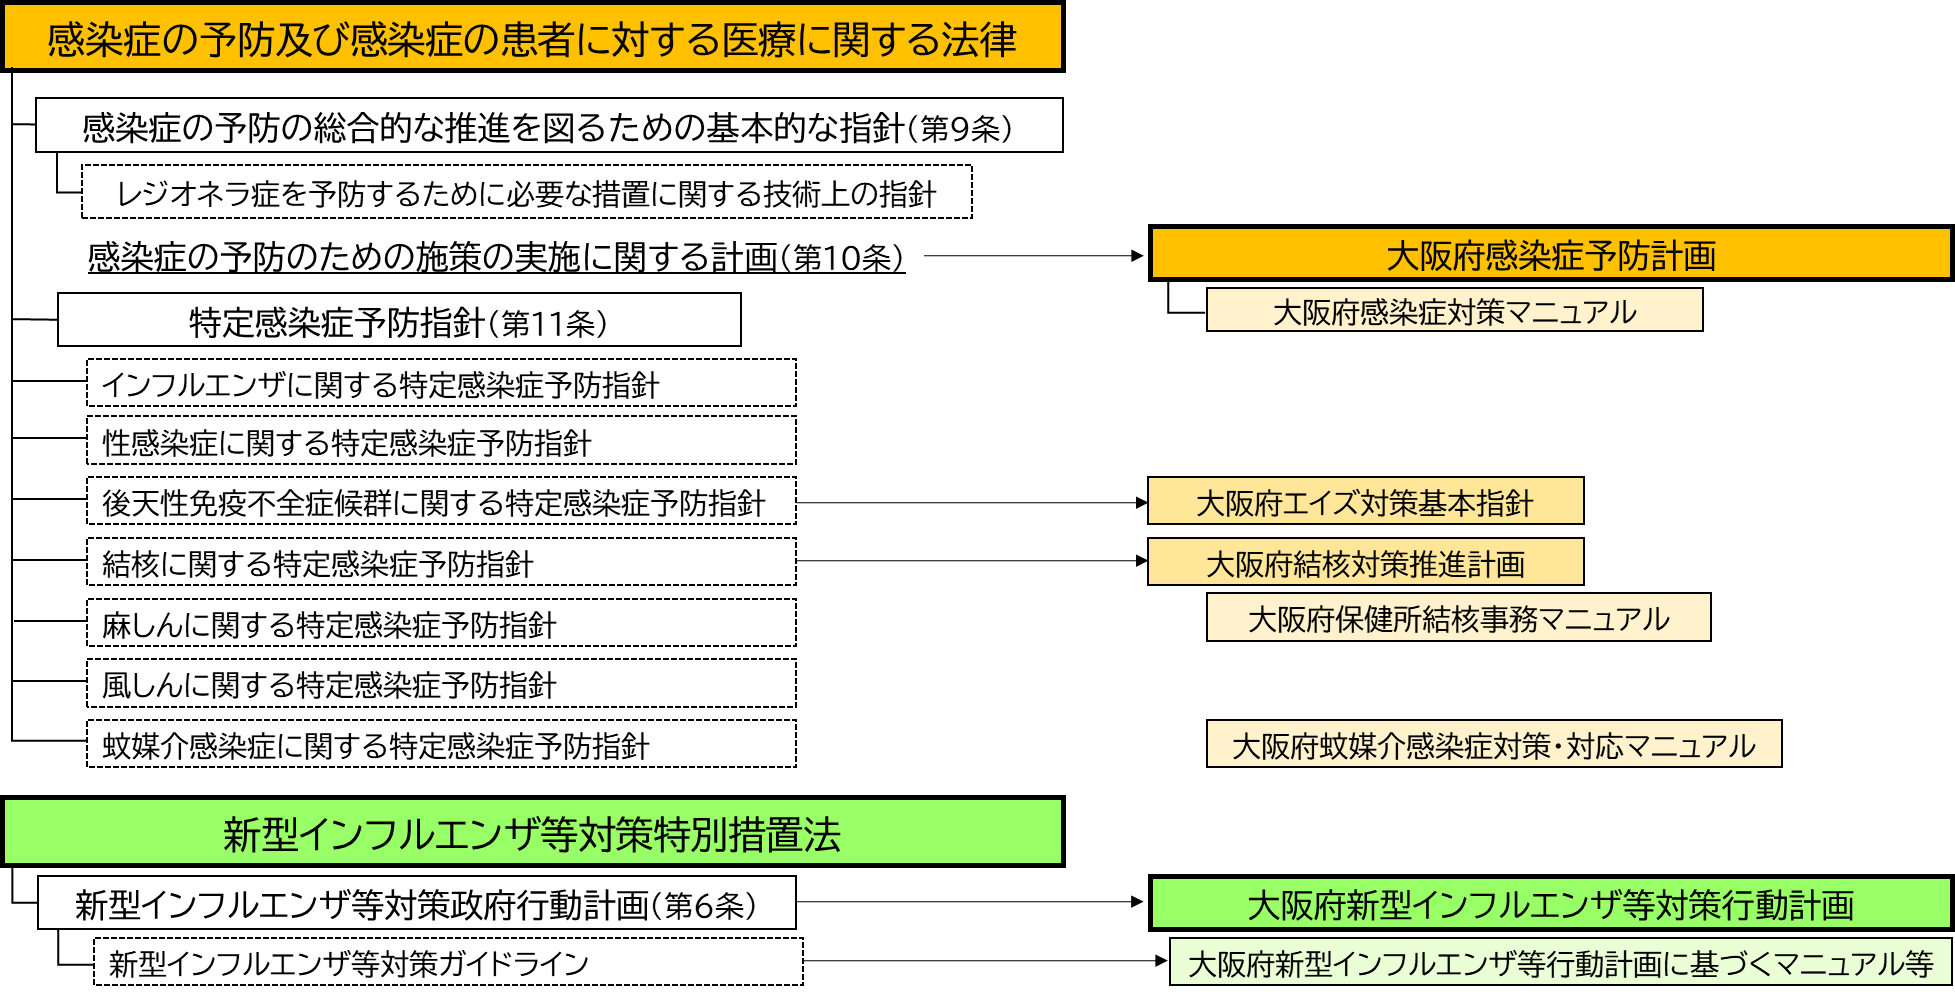 感染症の予防及び感染症の患者に対する医療に関する法律
感染症の予防の総合的な推進を図るための基本的な指針(第9条)
レジオネラ症を予防するために必要な措置に関する技術上の指針
感染症の予防のための施策の実施に関する計画(第10条)
大阪府感染症予防計画
大阪府感染症対策マニュアル
特定感染症予防指針(第11条)
インフルエンザに関する特定感染症予防指針
性感染症に関する特定感染症予防指針
後天性免疫不全症候群に関する特定感染症予防指針
大阪府エイズ対策基本指針
結核に関する特定感染症予防指針
大阪府結核対策推進計画
麻しんに関する特定感染症予防指針
大阪府保健所結核事務マニュアル
風しんに関する特定感染症予防指針
蚊媒介感染症に関する特定感染症予防指針
大阪府蚊媒介感染症対策・対応マニュアル
新型インフルエンザ等対策特別措置法
新型インフルエンザ等対策政府行動計画(第6条)
大阪府新型インフルエンザ等対策行動計画
新型インフルエンザ等対策ガイドライン
大阪府新型インフルエンザ等行動計画に基づくマニュアル等